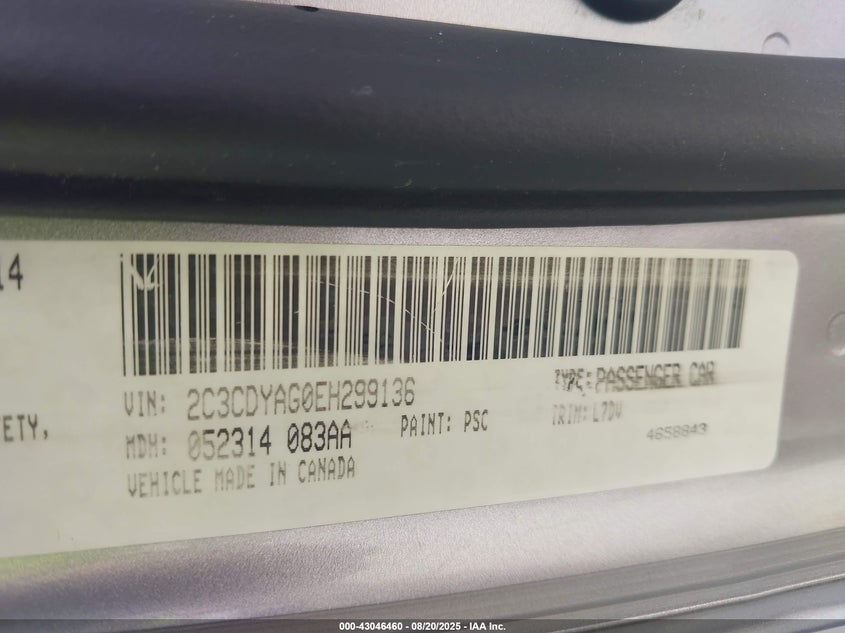 14
ETY,
VIN: 2C3CDYAG0EH299136
TYPE: PASSENGER CAR
MDH: 052314 083AA
PAINT: PSC
TRIM: L7DV
4658843
VEHICLE MADE IN CANADA
000-43046460 - 08/20/2025 - IAA Inc.